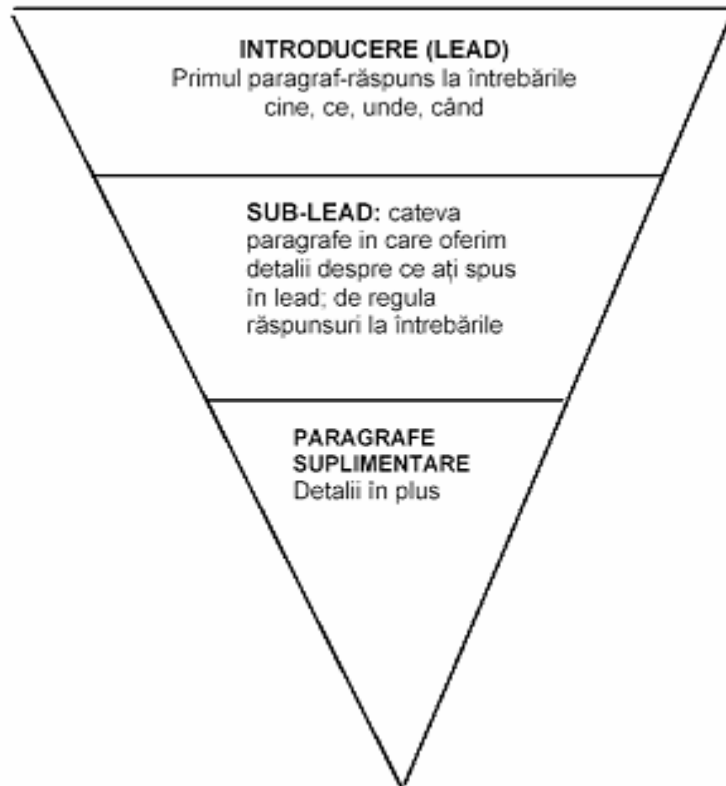 INTRODUCERE (LEAD)
Primul paragraf-răspuns la întrebările
cine, ce, unde, când
SUB-LEAD: cateva
paragrafe in care oferim
detalii despre ce ați spus
în lead; de regula
răspunsuri la întrebările
PARAGRAFE
SUPLIMENTARE
Detalii în plus